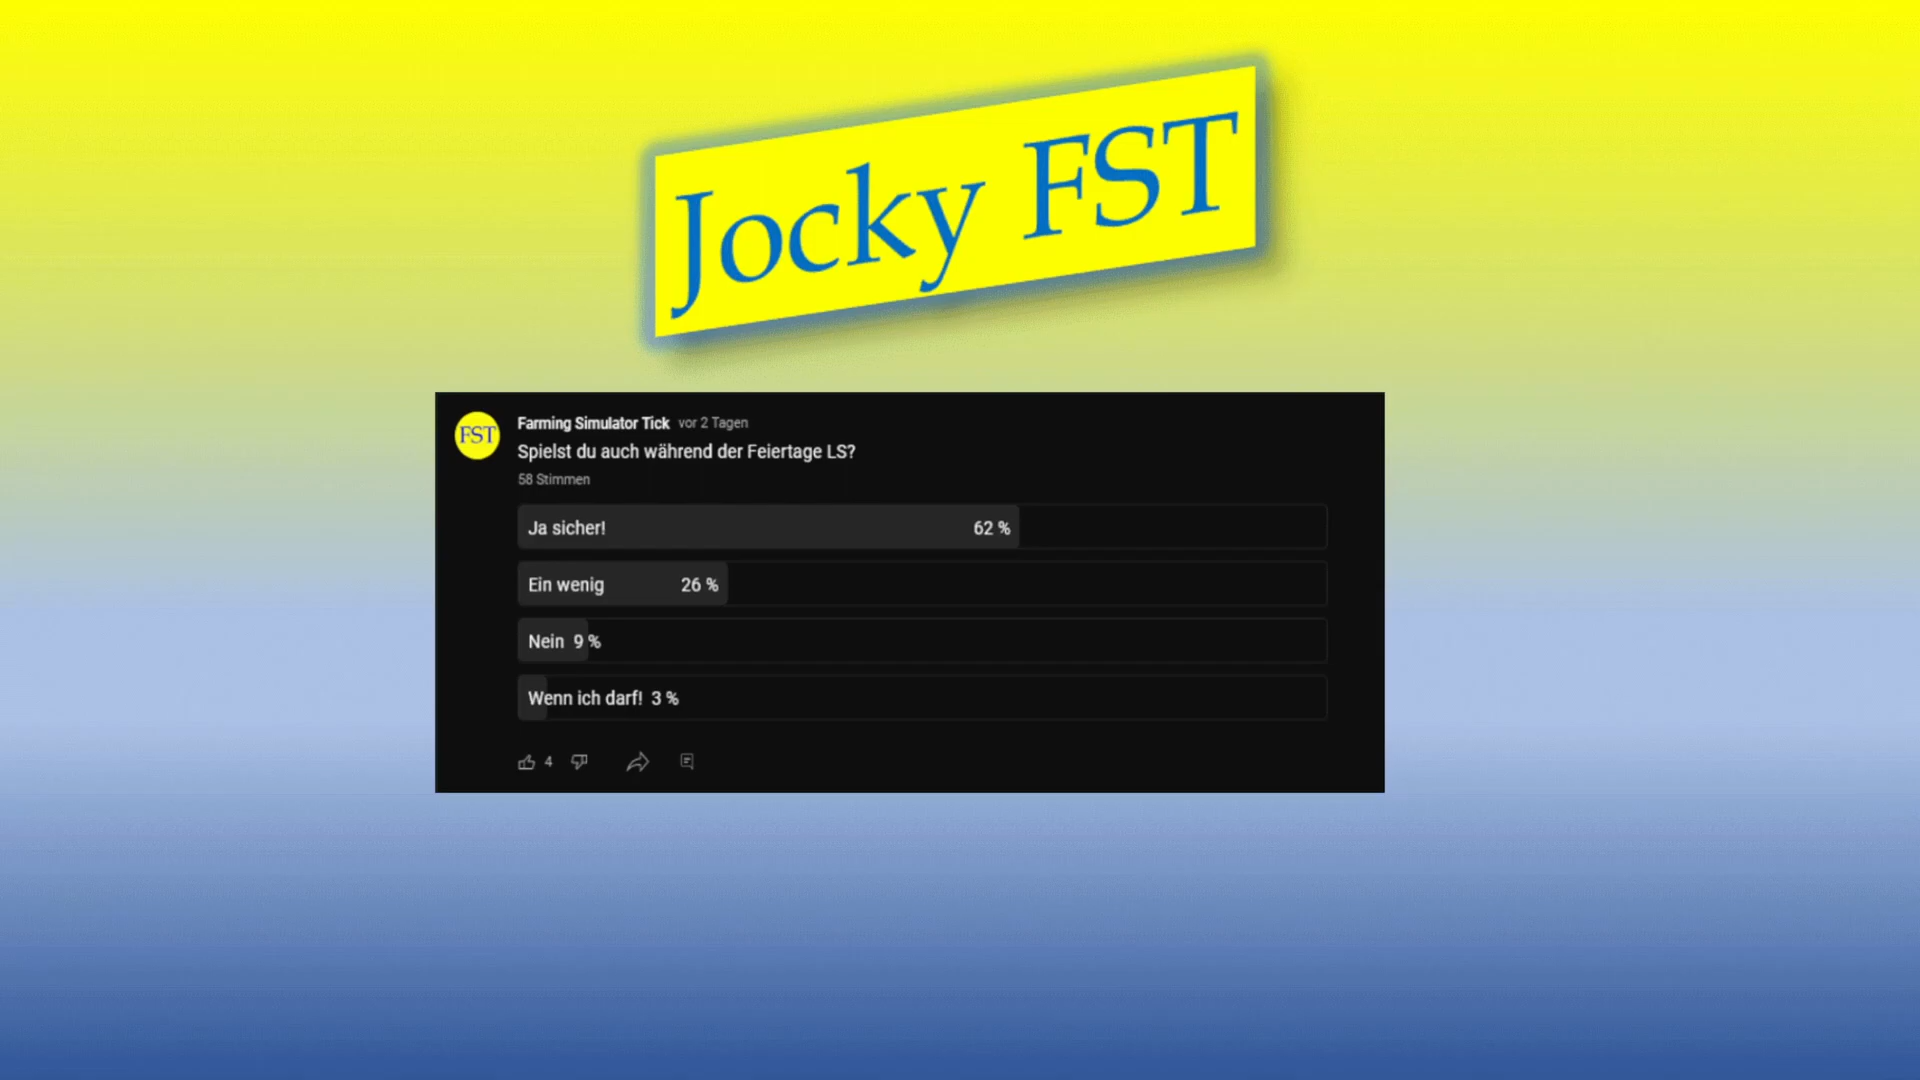 Jocky FST
FST
Farming Simulator Tick vor 2 Tagen
Spielst du auch während der Feiertage LS?
58 Stimmen
Ja sicher! 62 %
Ein wenig 26 %
Nein 9 %
Wenn ich darf! 3 %
4